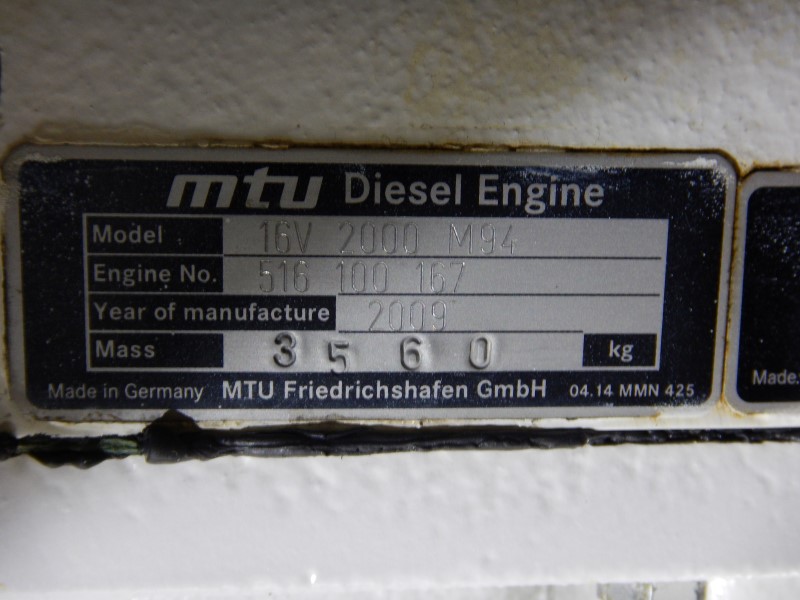 mtu Diesel Engine
Model 16V 2000 M94
Engine No. 516 100 167
Year of manufacture 2009
Mass 3560 kg
Made in Germany MTU Friedrichshafen GmbH 04.14 MMN 425
Made